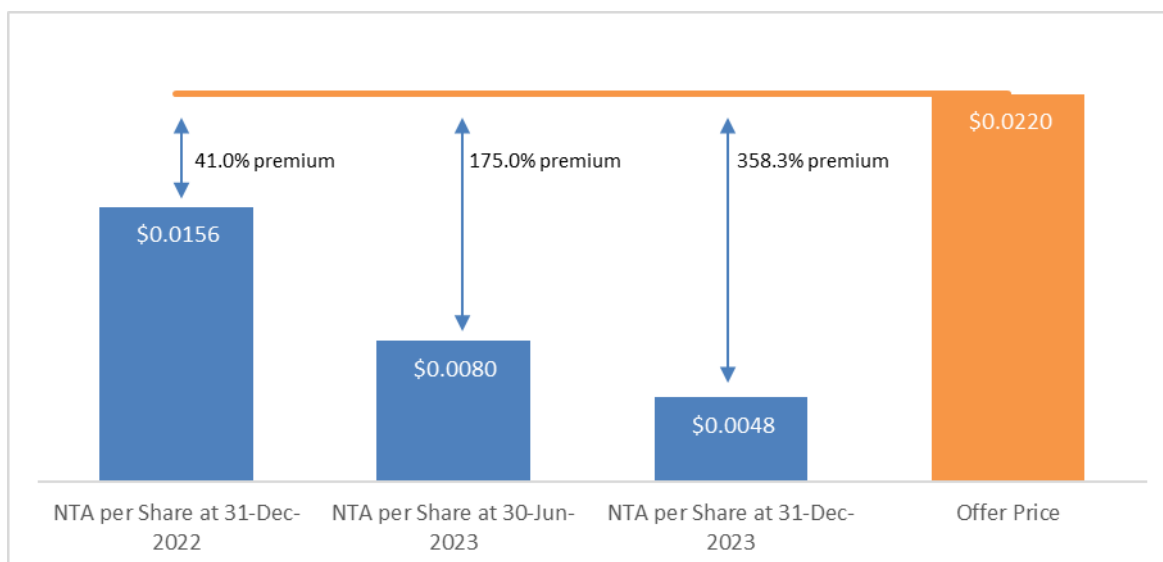 $0.0220
41.0% premium
175.0% premium
358.3% premium
$0.0156
$0.0080
$0.0048
NTA per Share at 31-Dec-
2022
NTA per Share at 30-Jun-
2023
NTA per Share at 31-Dec-
2023
Offer Price